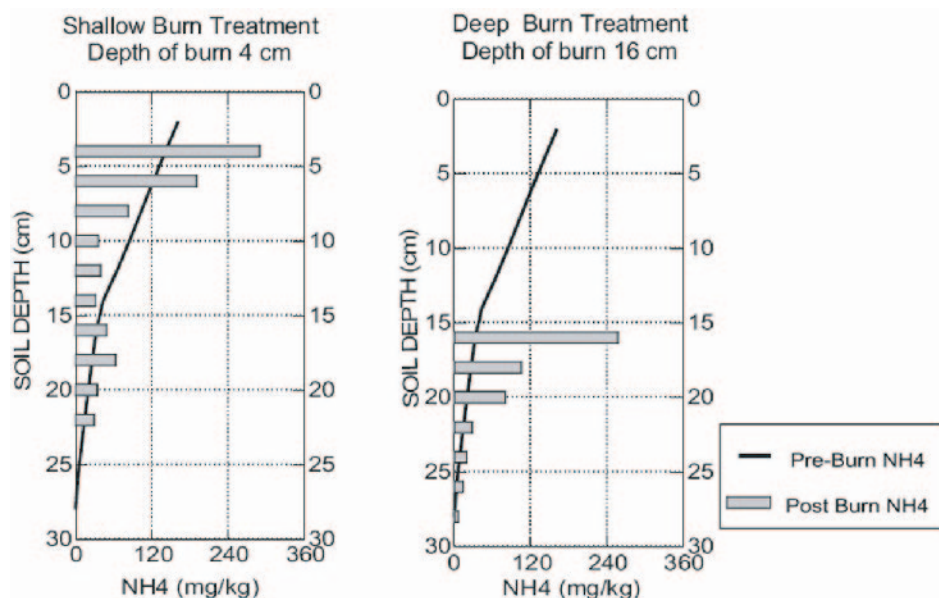 Shallow Burn Treatment
Depth of burn 4 cm
0 0
5 5
10 10
15 15
20 20
25 25
30 30
0 120 240 360
SOIL DEPTH (cm)
NH4 (mg/kg)
Deep Burn Treatment
Depth of burn 16 cm
0 0
5 5
10 10
15 15
20 20
25 25
30 30
0 120 240 360
SOIL DEPTH (cm)
NH4 (mg/kg)
Pre-Burn NH4
Post Burn NH4